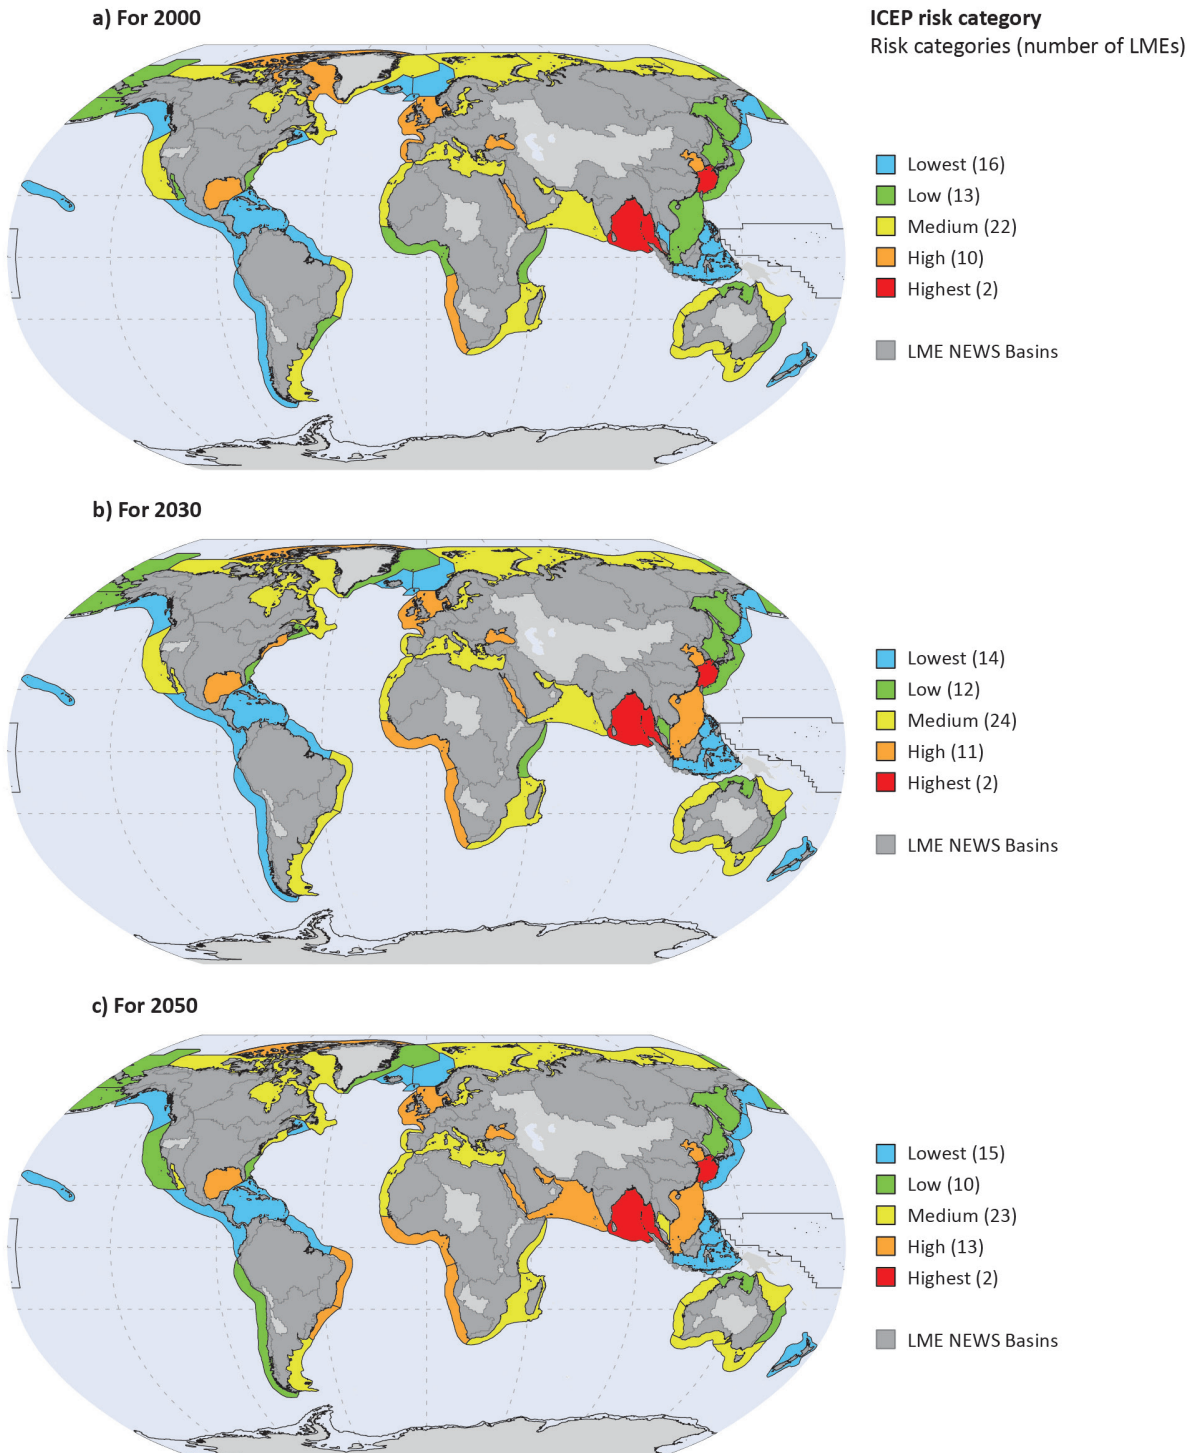 a) For 2000
ICEP risk category
Risk categories (number of LMEs)
Lowest (16)
Low (13)
Medium (22)
High (10)
Highest (2)
LME NEWS Basins
b) For 2030
Lowest (14)
Low (12)
Medium (24)
High (11)
Highest (2)
LME NEWS Basins
c) For 2050
Lowest (15)
Low (10)
Medium (23)
High (13)
Highest (2)
LME NEWS Basins